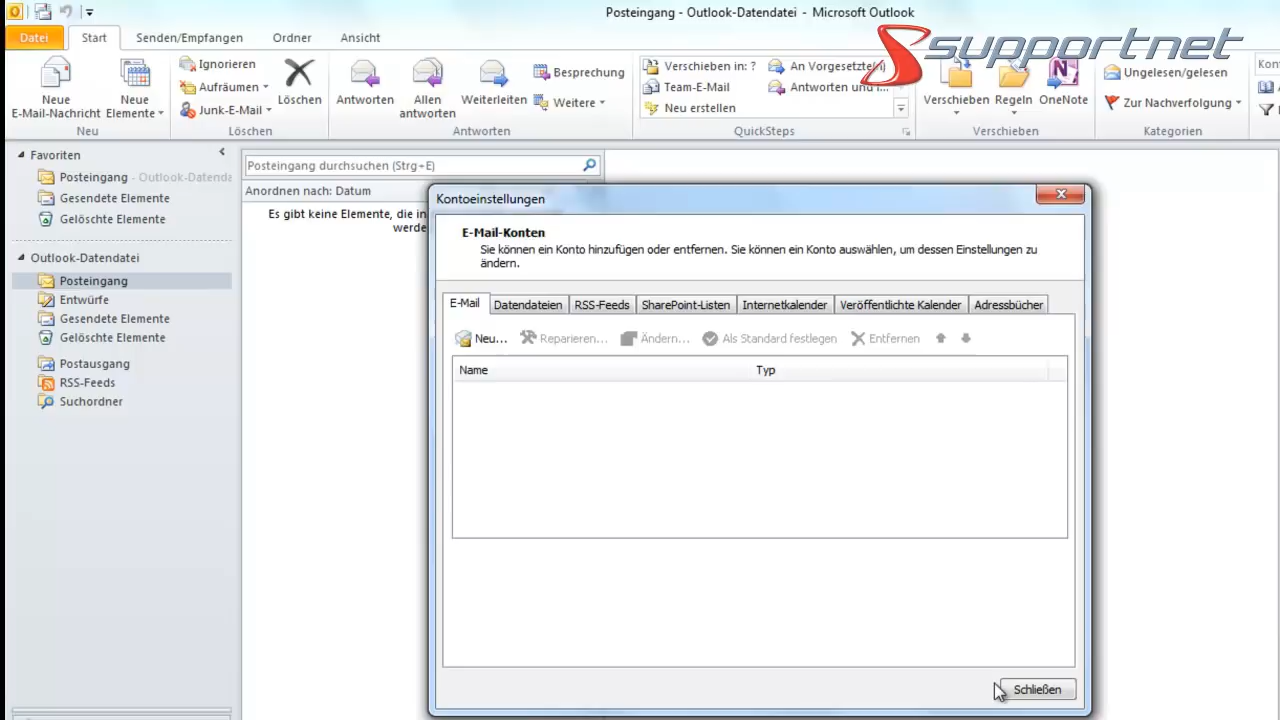 Posteingang - Outlook-Datendatei - Microsoft Outlook
supportnet
Datei Start Senden/Empfangen Ordner Ansicht
Neue E-Mail-Nachricht
Neue Elemente
Neu
Ignorieren
Aufräumen
Junk-E-Mail
Löschen
Löschen
Antworten
Allen antworten
Weiterleiten
Besprechung
Weitere
Antworten
Verschieben in: ?
Team-E-Mail
Neu erstellen
An Vorgesetzte(n)
Antworten und l...
QuickSteps
Verschieben
Regeln
OneNote
Verschieben
Ungelesen/gelesen
Zur Nachverfolgung
Kategorien
Favoriten
Posteingang - Outlook-Datenda
Gesendete Elemente
Gelöschte Elemente
Outlook-Datendatei
Posteingang
Entwürfe
Gesendete Elemente
Gelöschte Elemente
Postausgang
RSS-Feeds
Suchordner
Posteingang durchsuchen (Strg+E)
Anordnen nach: Datum
Es gibt keine Elemente, die in
werde
Kontoeinstellungen
E-Mail-Konten
Sie können ein Konto hinzufügen oder entfernen. Sie können ein Konto auswählen, um dessen Einstellungen zu
ändern.
E-Mail Datendateien RSS-Feeds SharePoint-Listen Internetkalender Veröffentlichte Kalender Adressbücher
Neu... Reparieren... Ändern... Als Standard festlegen Entfernen
Name Typ
Schließen